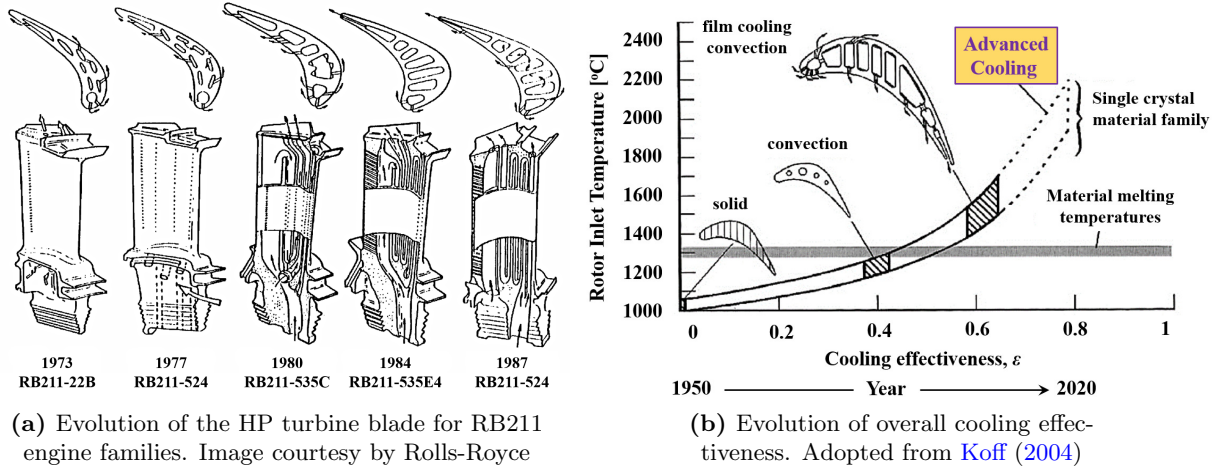 1973
RB211-22B
1977
RB211-524
1980
RB211-535C
1984
RB211-535E4
1987
RB211-524
(a) Evolution of the HP turbine blade for RB211
engine families. Image courtesy by Rolls-Royce
Rotor Inlet Temperature [°C]
2400
2200
2000
1800
1600
1400
1200
1000
film cooling
convection
Advanced
Cooling
Single crystal
material family
convection
solid
Material melting
temperatures
0
0.2
0.4
0.6
0.8
1
Cooling effectiveness, ε
1950
Year
2020
(b) Evolution of overall cooling effec-
tiveness. Adopted from Koff (2004)